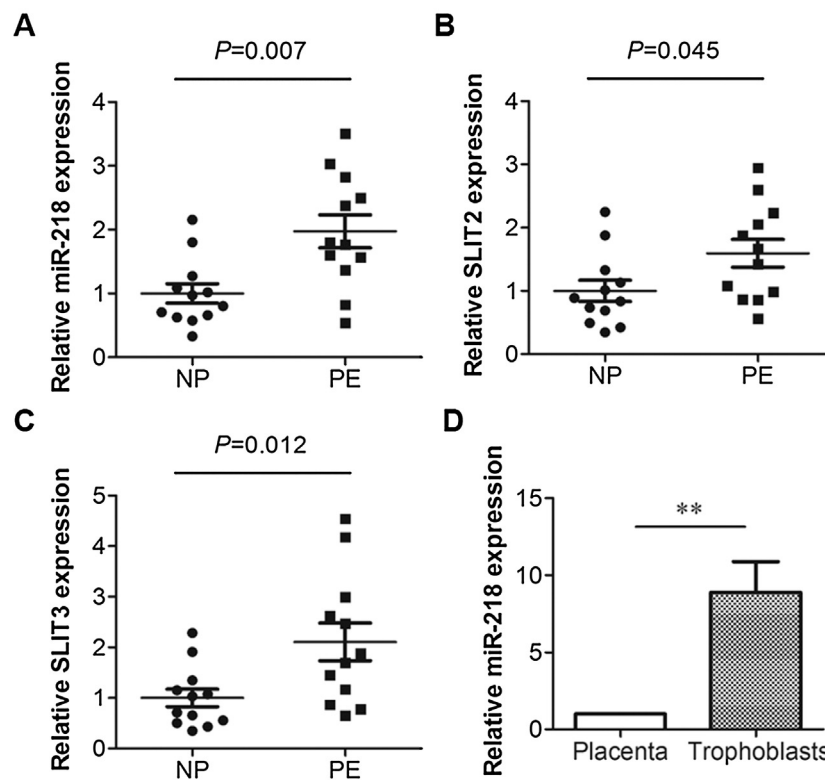 A
P=0.007
Relative miR-218 expression
4
3
2
1
0
NP PE
B
P=0.045
Relative SLIT2 expression
4
3
2
1
0
NP PE
C
P=0.012
Relative SLIT3 expression
5
4
3
2
1
0
NP PE
D
**
Relative miR-218 expression
15
10
5
0
Placenta Trophoblasts